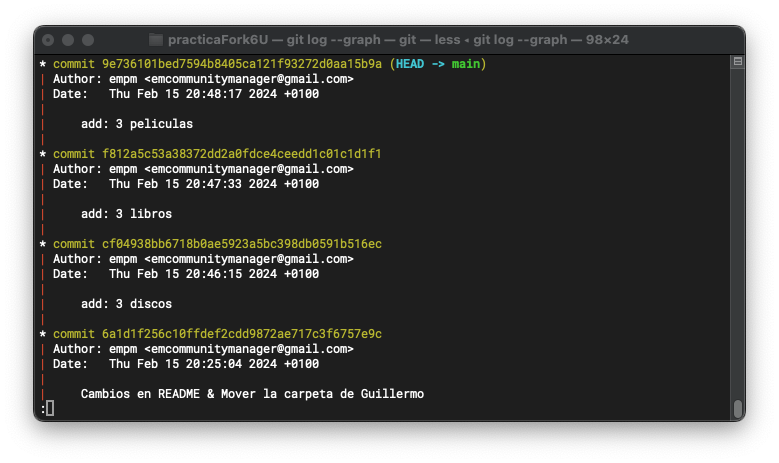 practicaFork6U — git log --graph — git — less ◂ git log --graph — 98×24
* commit 9e736101bed7594b8405ca121f93272d0aa15b9a (HEAD -> main)
| Author: empm <emcommunitymanager@gmail.com>
| Date:   Thu Feb 15 20:48:17 2024 +0100
|
|     add: 3 peliculas
|
* commit f812a5c53a38372dd2a0fdce4ceedd1c01c1d1f1
| Author: empm <emcommunitymanager@gmail.com>
| Date:   Thu Feb 15 20:47:33 2024 +0100
|
|     add: 3 libros
|
* commit cf04938bb6718b0ae5923a5bc398db0591b516ec
| Author: empm <emcommunitymanager@gmail.com>
| Date:   Thu Feb 15 20:46:15 2024 +0100
|
|     add: 3 discos
|
* commit 6a1d1f256c10ffdef2cdd9872ae717c3f6757e9c
| Author: empm <emcommunitymanager@gmail.com>
| Date:   Thu Feb 15 20:25:04 2024 +0100
|
|     Cambios en README & Mover la carpeta de Guillermo
: